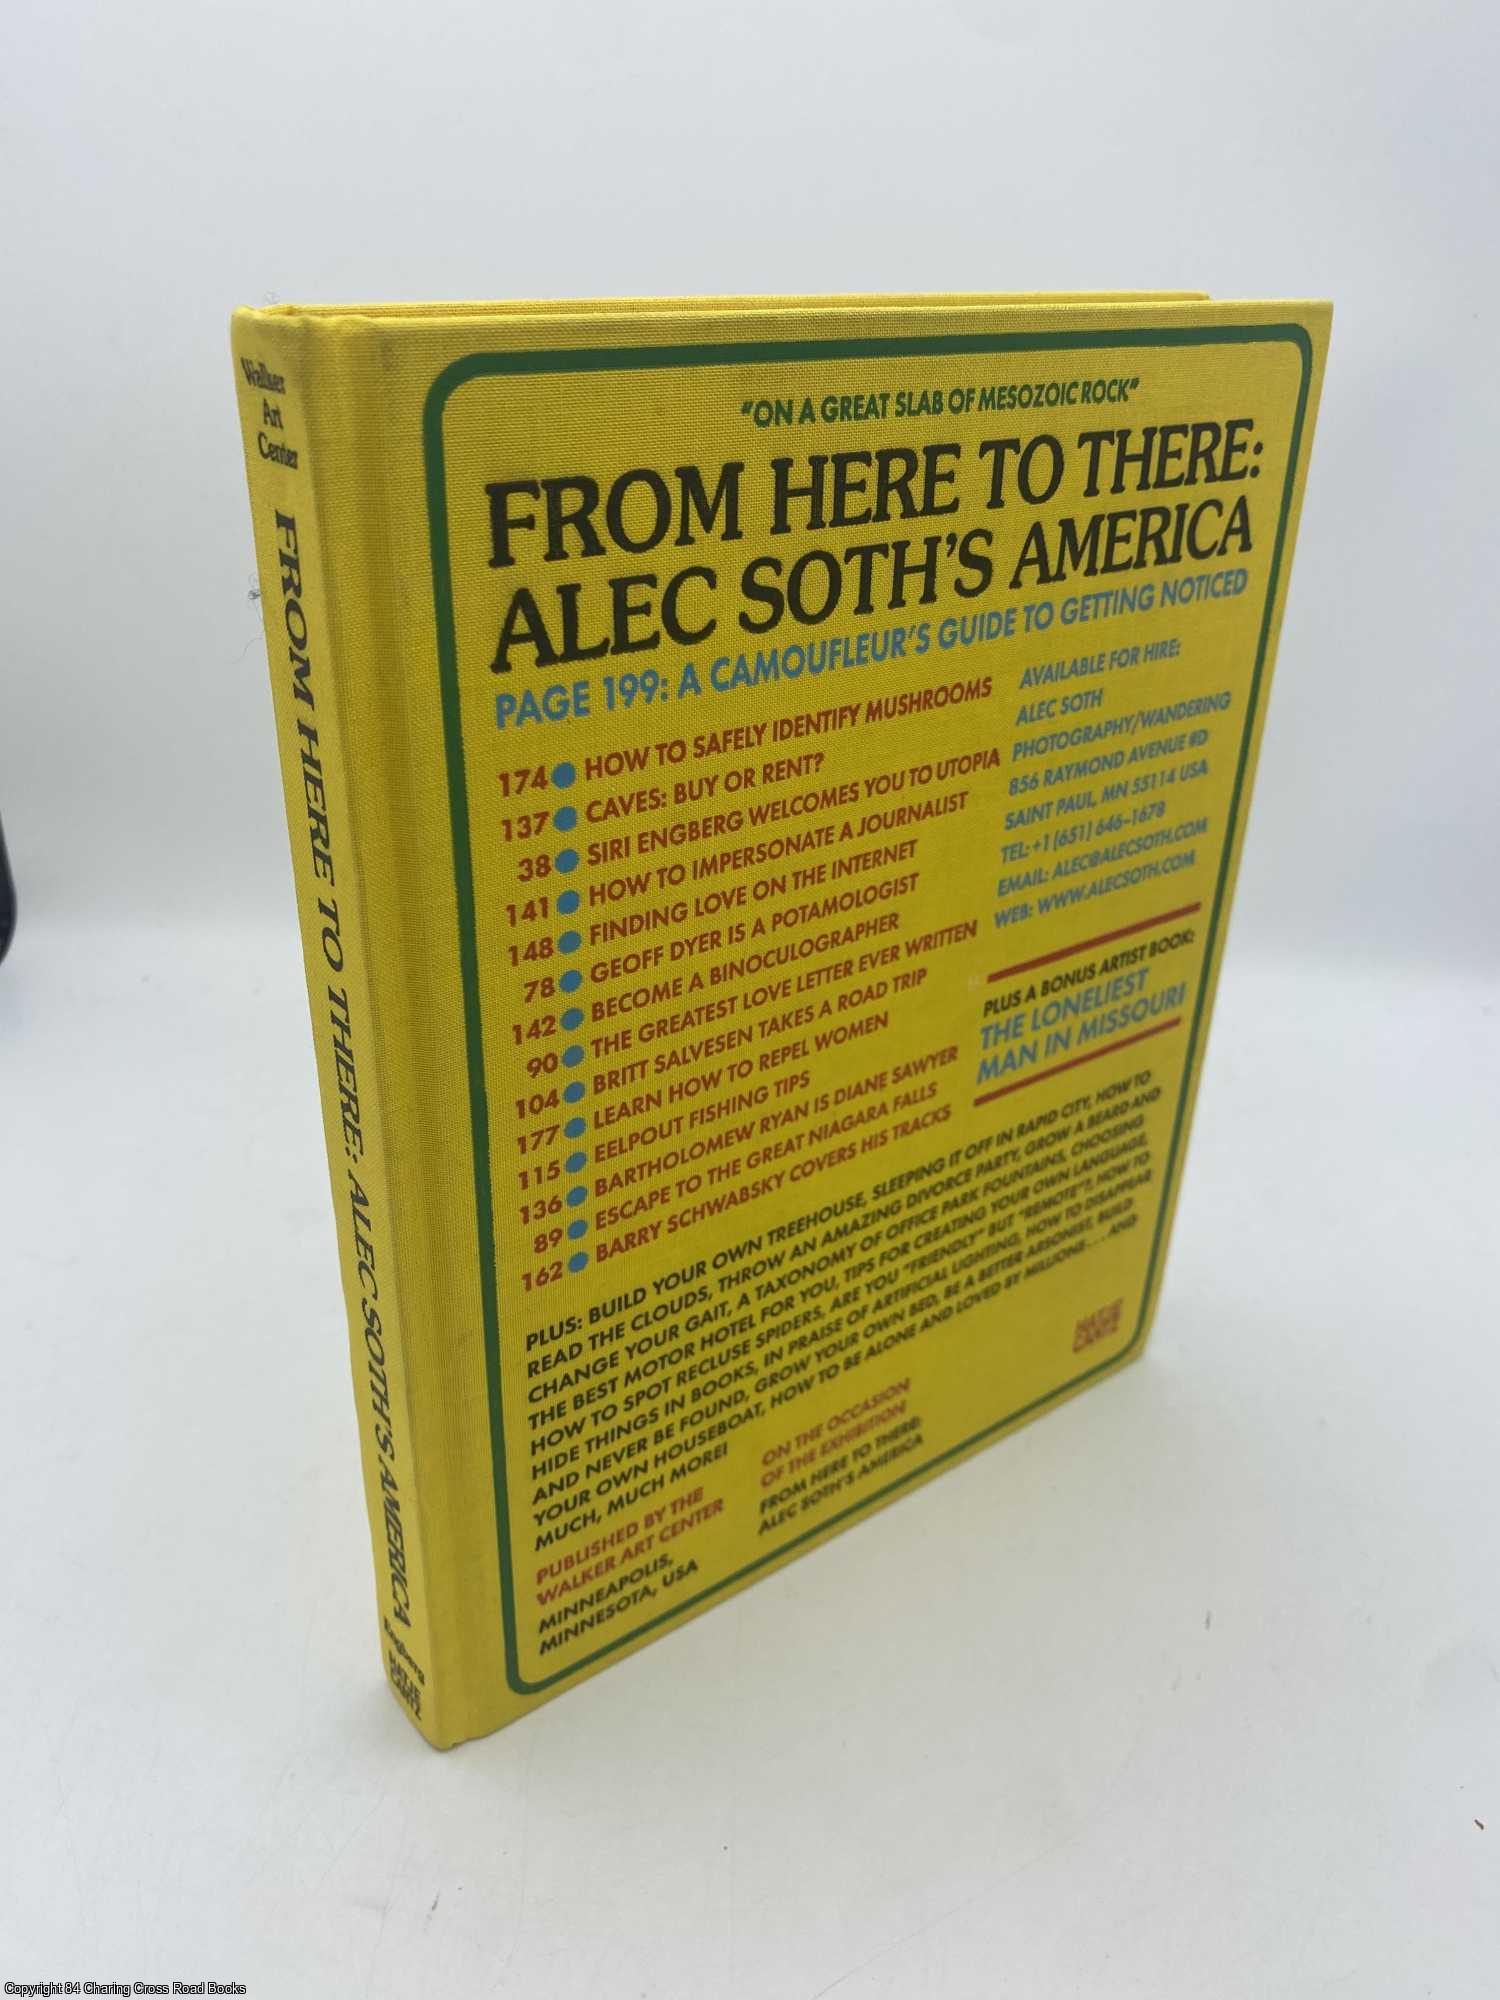 Walker
Art
Center
FROM HERE TO THERE: ALEC SOTH'S AMERICA
Engberg
HATJE
CANTZ
"ON A GREAT SLAB OF MESOZOIC ROCK"
FROM HERE TO THERE:
ALEC SOTH'S AMERICA
PAGE 199: A CAMOUFLEUR'S GUIDE TO GETTING NOTICED
174 ● HOW TO SAFELY IDENTIFY MUSHROOMS
137 ● CAVES: BUY OR RENT?
38 ● SIRI ENGBERG WELCOMES YOU TO UTOPIA
141 ● HOW TO IMPERSONATE A JOURNALIST
148 ● FINDING LOVE ON THE INTERNET
78 ● GEOFF DYER IS A POTAMOLOGIST
142 ● BECOME A BINOCULOGRAPHER
90 ● THE GREATEST LOVE LETTER EVER WRITTEN
104 ● BRITT SALVESEN TAKES A ROAD TRIP
177 ● LEARN HOW TO REPEL WOMEN
115 ● EELPOUT FISHING TIPS
136 ● BARTHOLOMEW RYAN IS DIANE SAWYER
89 ● ESCAPE TO THE GREAT NIAGARA FALLS
162 ● BARRY SCHWABSKY COVERS HIS TRACKS
AVAILABLE FOR HIRE:
ALEC SOTH
PHOTOGRAPHY/WANDERING
856 RAYMOND AVENUE #D
SAINT PAUL, MN 55114 USA
TEL: +1 (651) 646-1678
EMAIL: ALEC@ALECSOTH.COM
WEB: WWW.ALECSOTH.COM
PLUS A BONUS ARTIST BOOK:
THE LONELIEST
MAN IN MISSOURI
PLUS: BUILD YOUR OWN TREEHOUSE, SLEEPING IT OFF IN RAPID CITY, HOW TO
READ THE CLOUDS, THROW AN AMAZING DIVORCE PARTY, GROW A BEARD AND
CHANGE YOUR GAIT, A TAXONOMY OF OFFICE PARK FOUNTAINS, CHOOSING
THE BEST MOTOR HOTEL FOR YOU, TIPS FOR CREATING YOUR OWN LANGUAGE,
HOW TO SPOT RECLUSE SPIDERS, ARE YOU "FRIENDLY" BUT "REMOTE"?, HOW TO
HIDE THINGS IN BOOKS, IN PRAISE OF ARTIFICIAL LIGHTING, HOW TO DISAPPEAR
AND NEVER BE FOUND, GROW YOUR OWN BED, BE A BETTER ARSONIST, BUILD
YOUR OWN HOUSEBOAT, HOW TO BE ALONE AND LOVED BY MILLIONS . . . AND
MUCH, MUCH MORE!
PUBLISHED BY THE
WALKER ART CENTER
MINNEAPOLIS,
MINNESOTA, USA
ON THE OCCASION
OF THE EXHIBITION
FROM HERE TO THERE:
ALEC SOTH'S AMERICA
HATJE
CANTZ
Copyright 84 Charing Cross Road Books